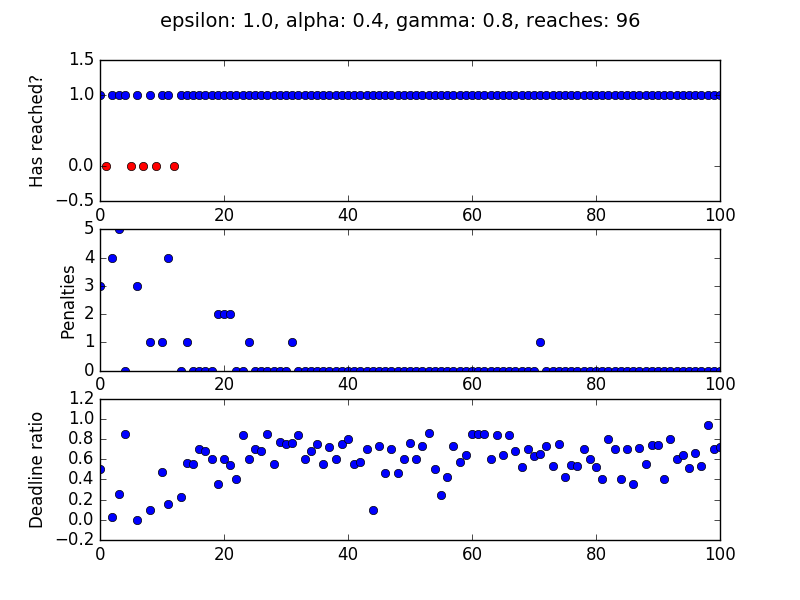 epsilon: 1.0, alpha: 0.4, gamma: 0.8, reaches: 96
Has reached?
1.5
1.0
0.0
−0.5
0 20 40 60 80 100
Penalties
5
4
3
2
1
0
0 20 40 60 80 100
Deadline ratio
1.2
1.0
0.8
0.6
0.4
0.2
0.0
−0.2
0 20 40 60 80 100